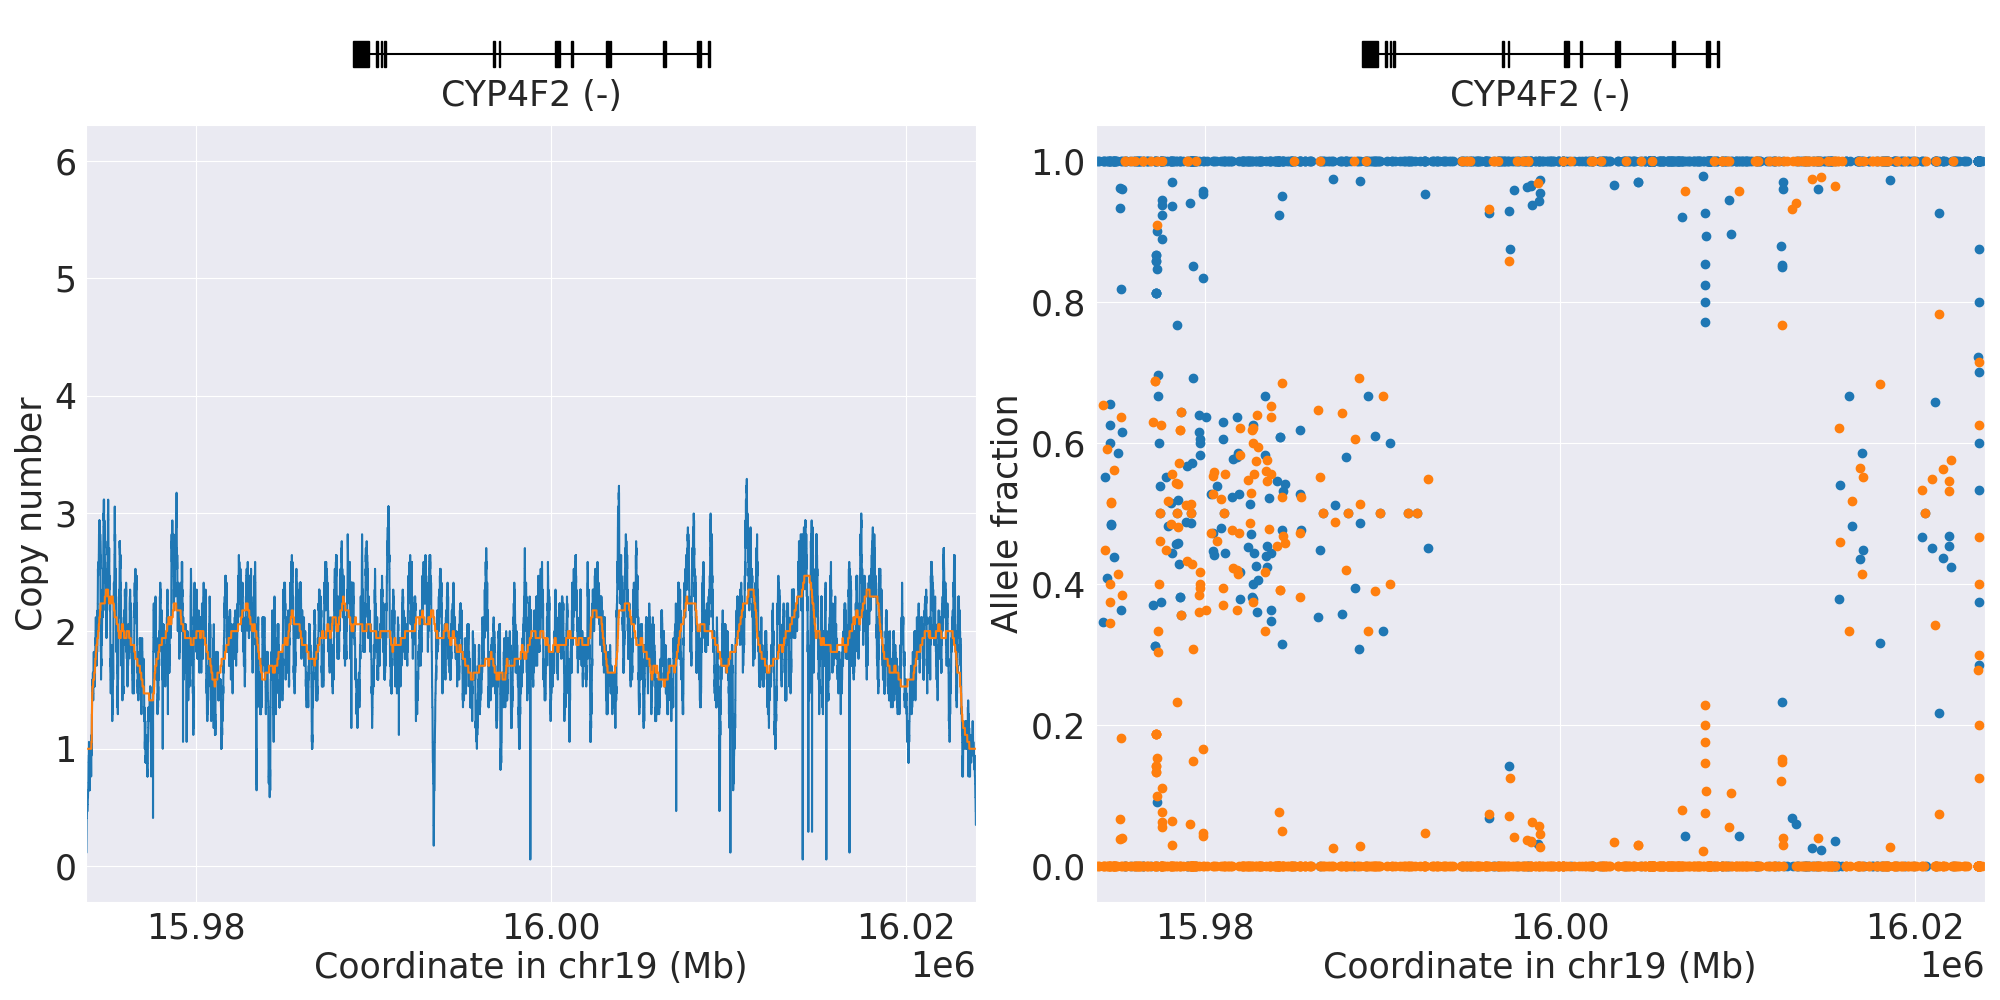 CYP4F2 (-)
CYP4F2 (-)
Copy number
6
5
4
3
2
1
0
15.98
16.00
16.02
Coordinate in chr19 (Mb)
1e6
Allele fraction
1.0
0.8
0.6
0.4
0.2
0.0
15.98
16.00
16.02
Coordinate in chr19 (Mb)
1e6